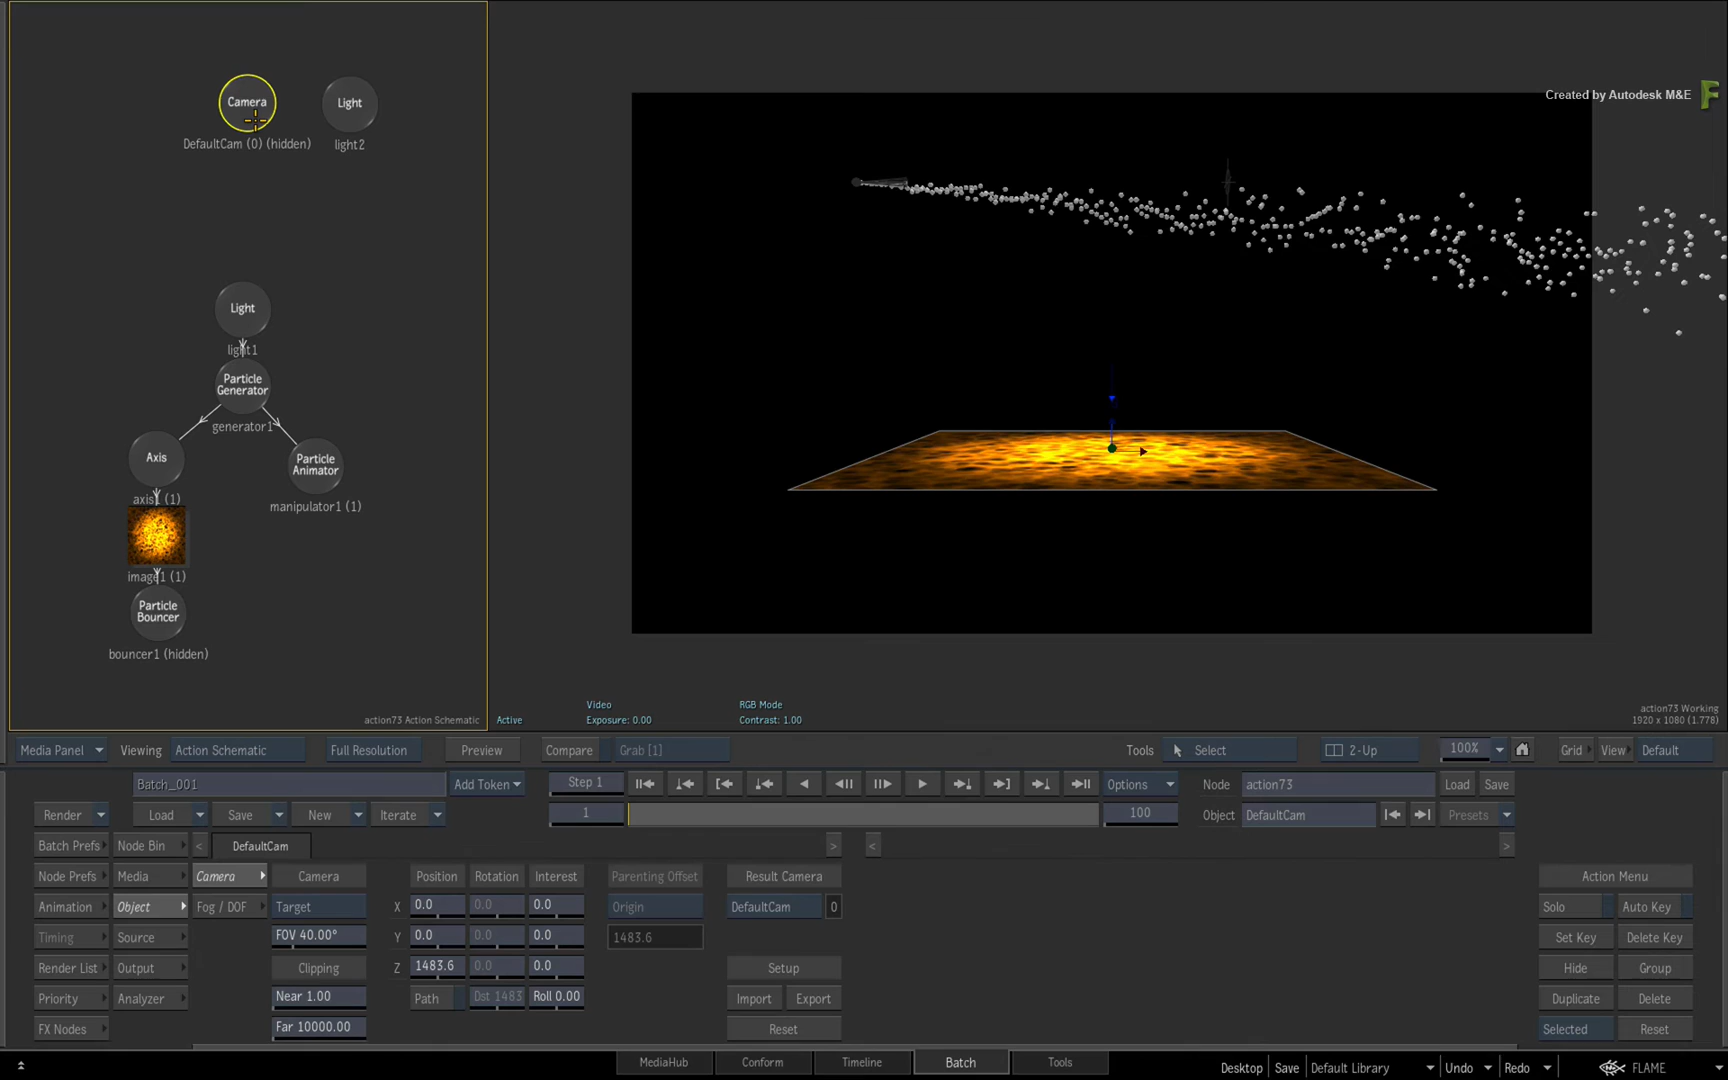 Camera
Light
DefaultCam (0) (hidden)
light2
Light
light1
Particle
Generator
generator1
Axis
Particle
Animator
axis1 (1)
manipulator1 (1)
image1 (1)
Particle
Bouncer
bouncer1 (hidden)
action73 Action Schematic
Created by Autodesk M&E
Active
Video
Exposure: 0.00
RGB Mode
Contrast: 1.00
action73 Working
1920 x 1080 (1.778)
Media Panel Viewing Action Schematic Full Resolution Preview Compare Grab [1] Tools Select 2-Up 100% Grid View Default
Batch_001 Add Token Step 1 Options Node action73 Load Save
Render Load Save New Iterate 1 100 Object DefaultCam Presets
Batch Prefs Node Bin < DefaultCam > < >
Node Prefs Media Camera Camera Position Rotation Interest Parenting Offset Result Camera Action Menu
Animation Object Fog / DOF Target X 0.0 0.0 0.0 Origin DefaultCam 0 Solo Auto Key
Timing Source FOV 40.00° Y 0.0 0.0 0.0 1483.6 Set Key Delete Key
Render List Output Clipping Z 1483.6 0.0 0.0 Setup Hide Group
Priority Analyzer Near 1.00 Path Dst 1483 Roll 0.00 Import Export Duplicate Delete
FX Nodes Far 10000.00 Reset Selected Reset
MediaHub Conform Timeline Batch Tools Desktop Save Default Library Undo Redo FLAME